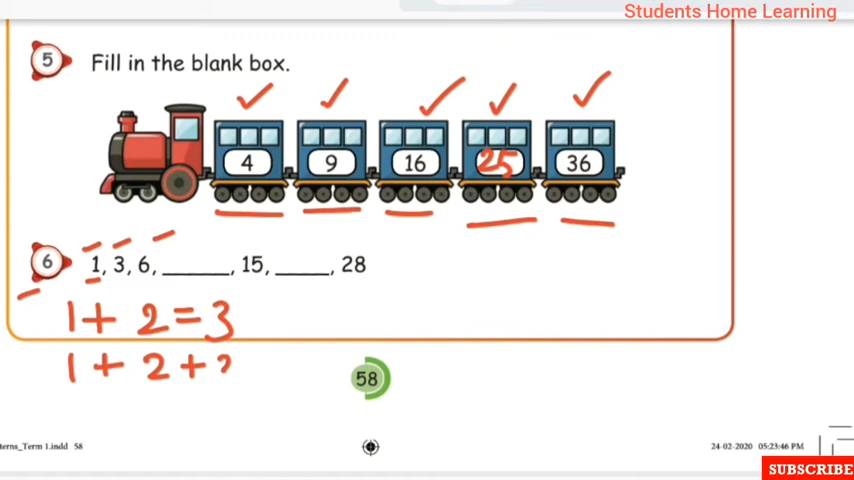 Students Home Learning
5 Fill in the blank box.
4 9 16 25 36
6 1, 3, 6, _____, 15, ____, 28
1 + 2 = 3
1 + 2 +
58
terns_Term 1.indd 58 24-02-2020 05:23:46 PM
SUBSCRIBE